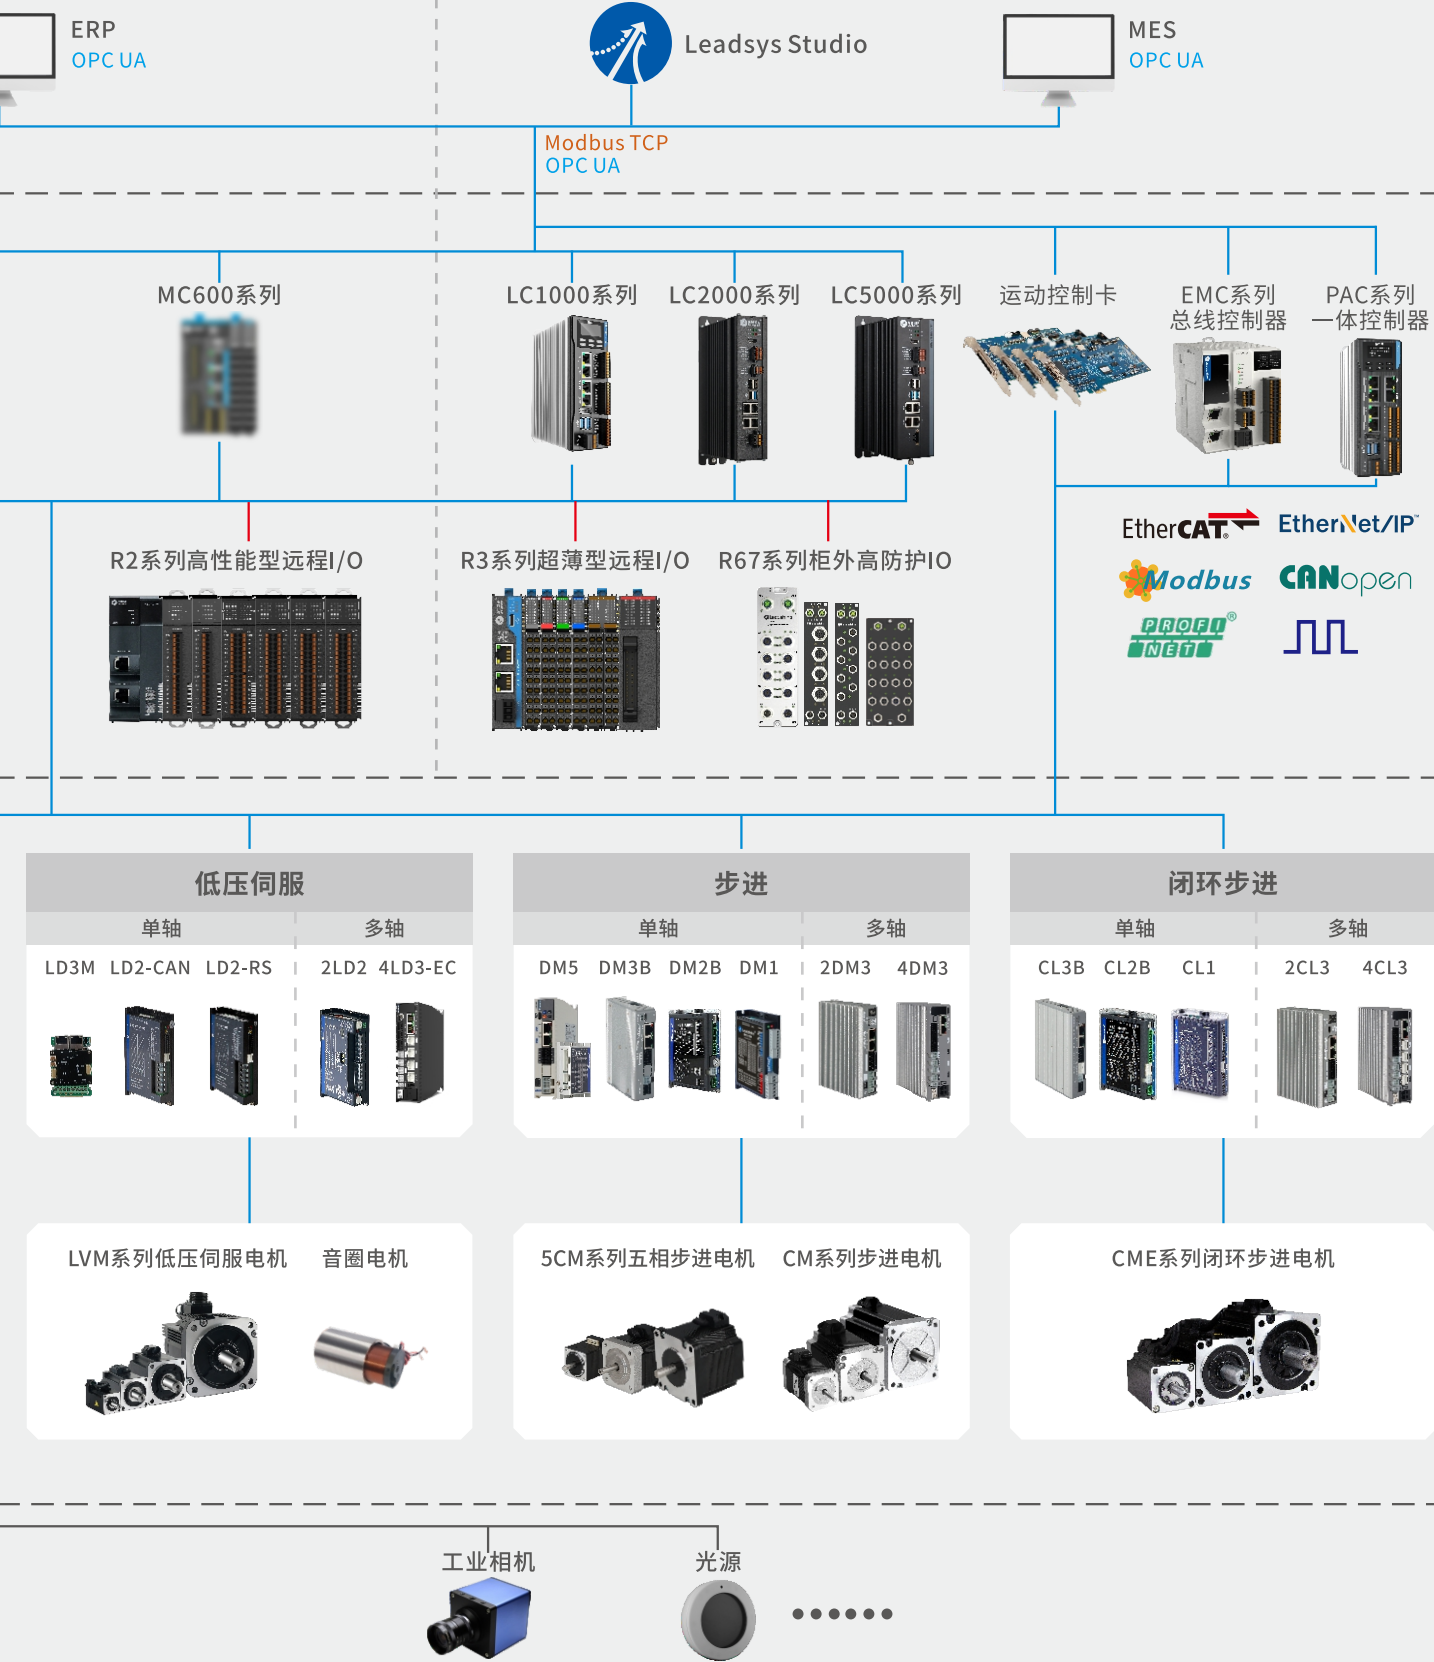 ERP
OPC UA
Leadsys Studio
MES
OPC UA
Modbus TCP
OPC UA
MC600系列
LC1000系列
LC2000系列
LC5000系列
运动控制卡
EMC系列
总线控制器
PAC系列
一体控制器
EtherCAT®
EtherNet/IP™
Modbus
CANopen
PROFI
NET®
R2系列高性能型远程I/O
R3系列超薄型远程I/O
R67系列柜外高防护IO
低压伺服
单轴
多轴
LD3M
LD2-CAN
LD2-RS
2LD2
4LD3-EC
步进
单轴
多轴
DM5
DM3B
DM2B
DM1
2DM3
4DM3
闭环步进
单轴
多轴
CL3B
CL2B
CL1
2CL3
4CL3
LVM系列低压伺服电机
音圈电机
5CM系列五相步进电机
CM系列步进电机
CME系列闭环步进电机
工业相机
光源